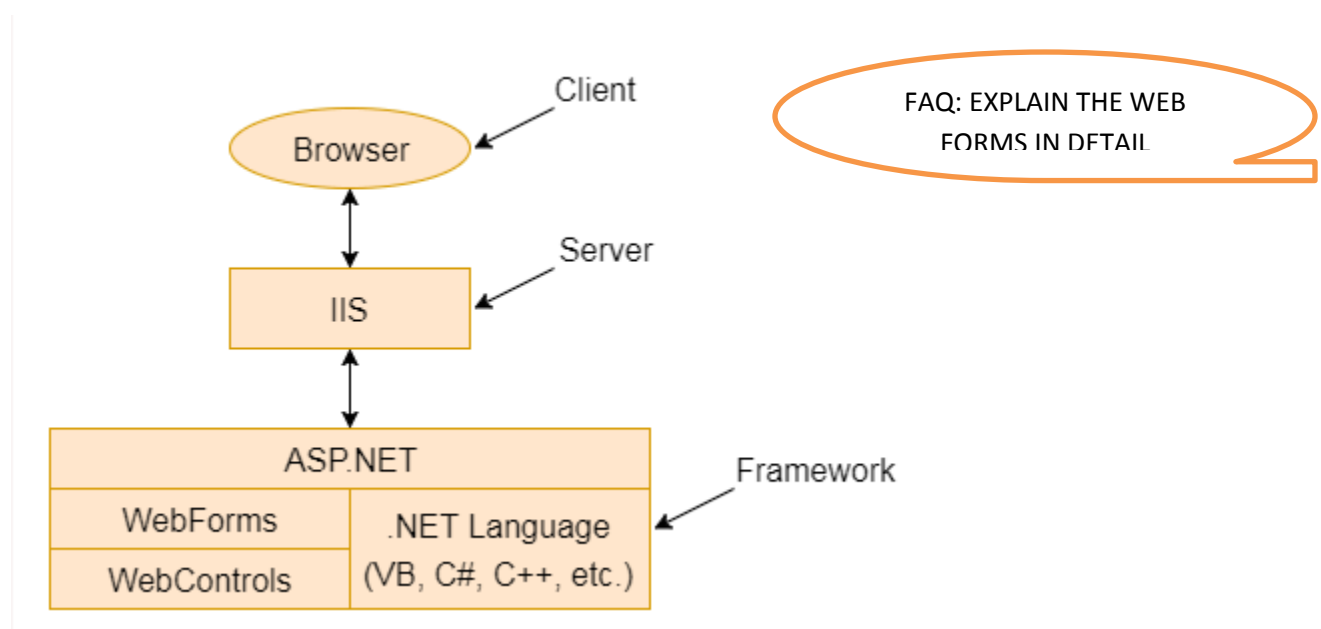 Client
FAQ: EXPLAIN THE WEB
FORMS IN DETAIL
Browser
Server
IIS
ASP.NET
Framework
WebForms
.NET Language
(VB, C#, C++, etc.)
WebControls